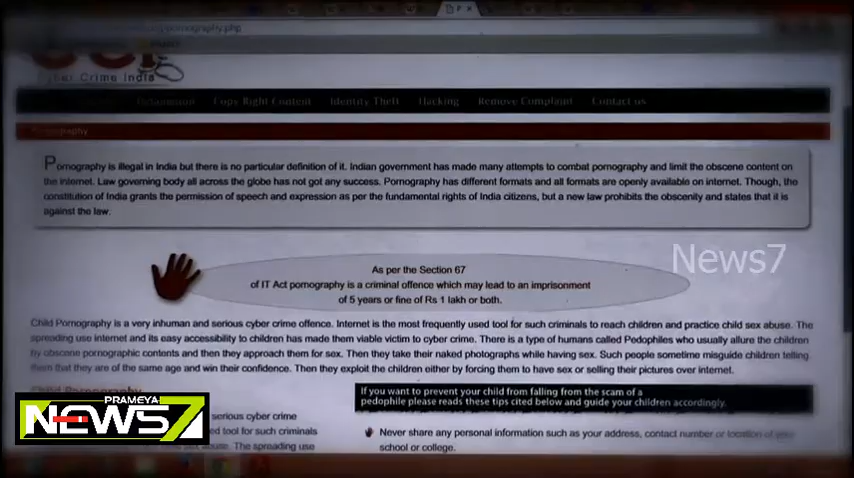 Cyber Crime India
Copy Right Content Identity Theft Hacking Remove Complaint Contact us
Pornography
Pornography is illegal in India but there is no particular definition of it. Indian government has made many attempts to combat pornography and limit the obscene content on
the internet. Law governing body all across the globe has not got any success. Pornography has different formats and all formats are openly available on internet. Though, the
constitution of India grants the permission of speech and expression as per the fundamental rights of India citizens, but a new law prohibits the obscenity and states that it is
against the law.
News7
As per the Section 67
of IT Act pornography is a criminal offence which may lead to an imprisonment
of 5 years or fine of Rs 1 lakh or both.
Child Pornography is a very inhuman and serious cyber crime offence. Internet is the most frequently used tool for such criminals to reach children and practice child sex abuse. The
spreading use internet and its easy accessibility to children has made them viable victim to cyber crime. There is a type of humans called Pedophiles who usually allure the children
by obscene pornographic contents and then they approach them for sex. Then they take their naked photographs while having sex. Such people sometime misguide children telling
them that they are of the same age and win their confidence. Then they exploit the children either by forcing them to have sex or selling their pictures over internet.
Child Pornography
If you want to prevent your child from falling from the scam of a
pedophile please reads these tips cited below and guide your children accordingly.
PRAMEYA
NEWS7
serious cyber crime
ed tool for such criminals
abuse. The spreading use
Never share any personal information such as your address, contact number or location of your
school or college.